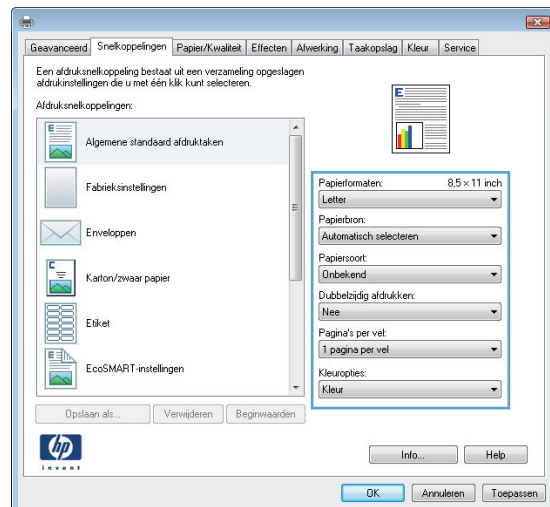 Geavanceerd Snelkoppelingen Papier/Kwaliteit Effecten Afwerking Taakopslag Kleur Service
Een afdruksnelkoppeling bestaat uit een verzameling opgeslagen
afdrukinstellingen die u met één klik kunt selecteren.
Afdruksnelkoppelingen:
Algemene standaard afdruktaken
Fabrieksinstellingen
Enveloppen
Karton/zwaar papier
Etiket
EcoSMART-instellingen
Opslaan als... Verwijderen Beginwaarden
E
Papierformaten: 8,5 × 11 inch
Letter
Papierbron:
Automatisch selecteren
Papiersoort:
Onbekend
Dubbelzijdig afdrukken:
Nee
Pagina's per vel:
1 pagina per vel
Kleuropties:
Kleur
hp
invent
Info... Help
OK Annuleren Toepassen